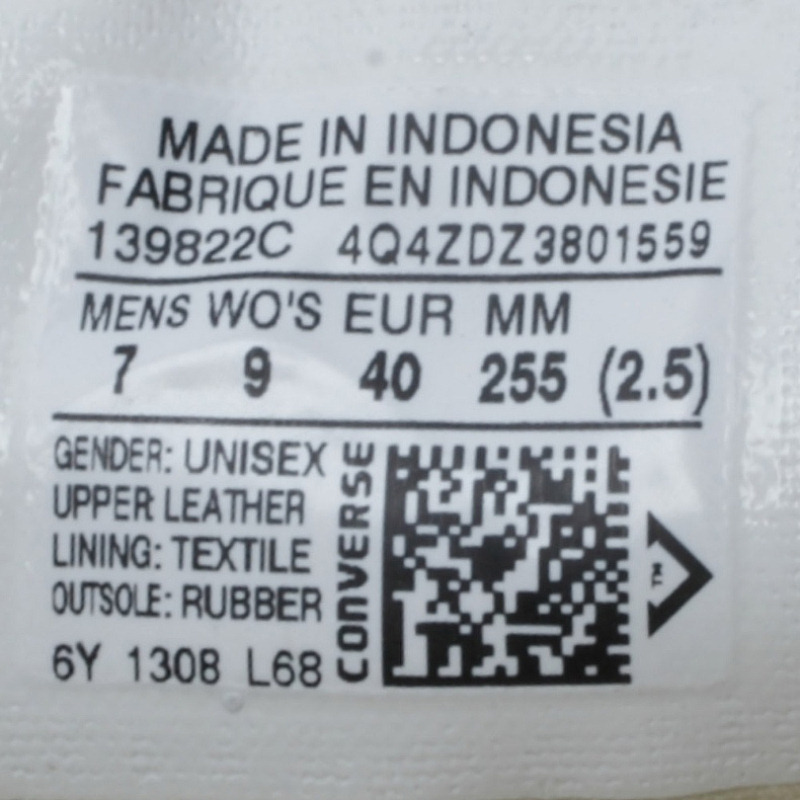 MADE IN INDONESIA
FABRIQUE EN INDONESIE
139822C 4Q4ZDZ3801559
MENS WO'S EUR MM
7 9 40 255 (2.5)
GENDER: UNISEX
UPPER: LEATHER
LINING: TEXTILE
OUTSOLE: RUBBER
6Y 1308 L68
CONVERSE
TM